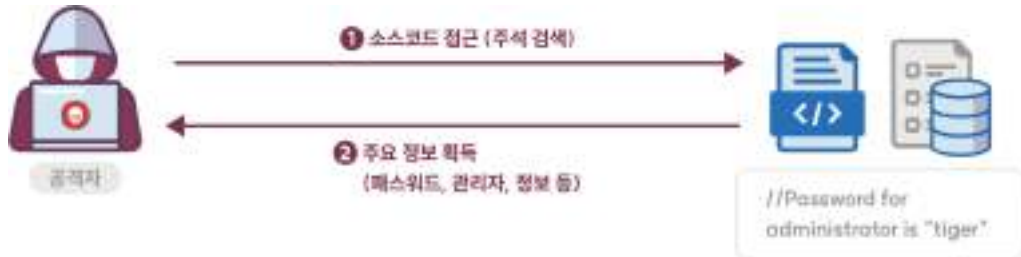 ❶ 소스코드 접근 (주석 검색)
</>
❷ 주요 정보 획득
(패스워드, 관리자, 정보 등)
공격자
//Password for
administrator is "tiger"